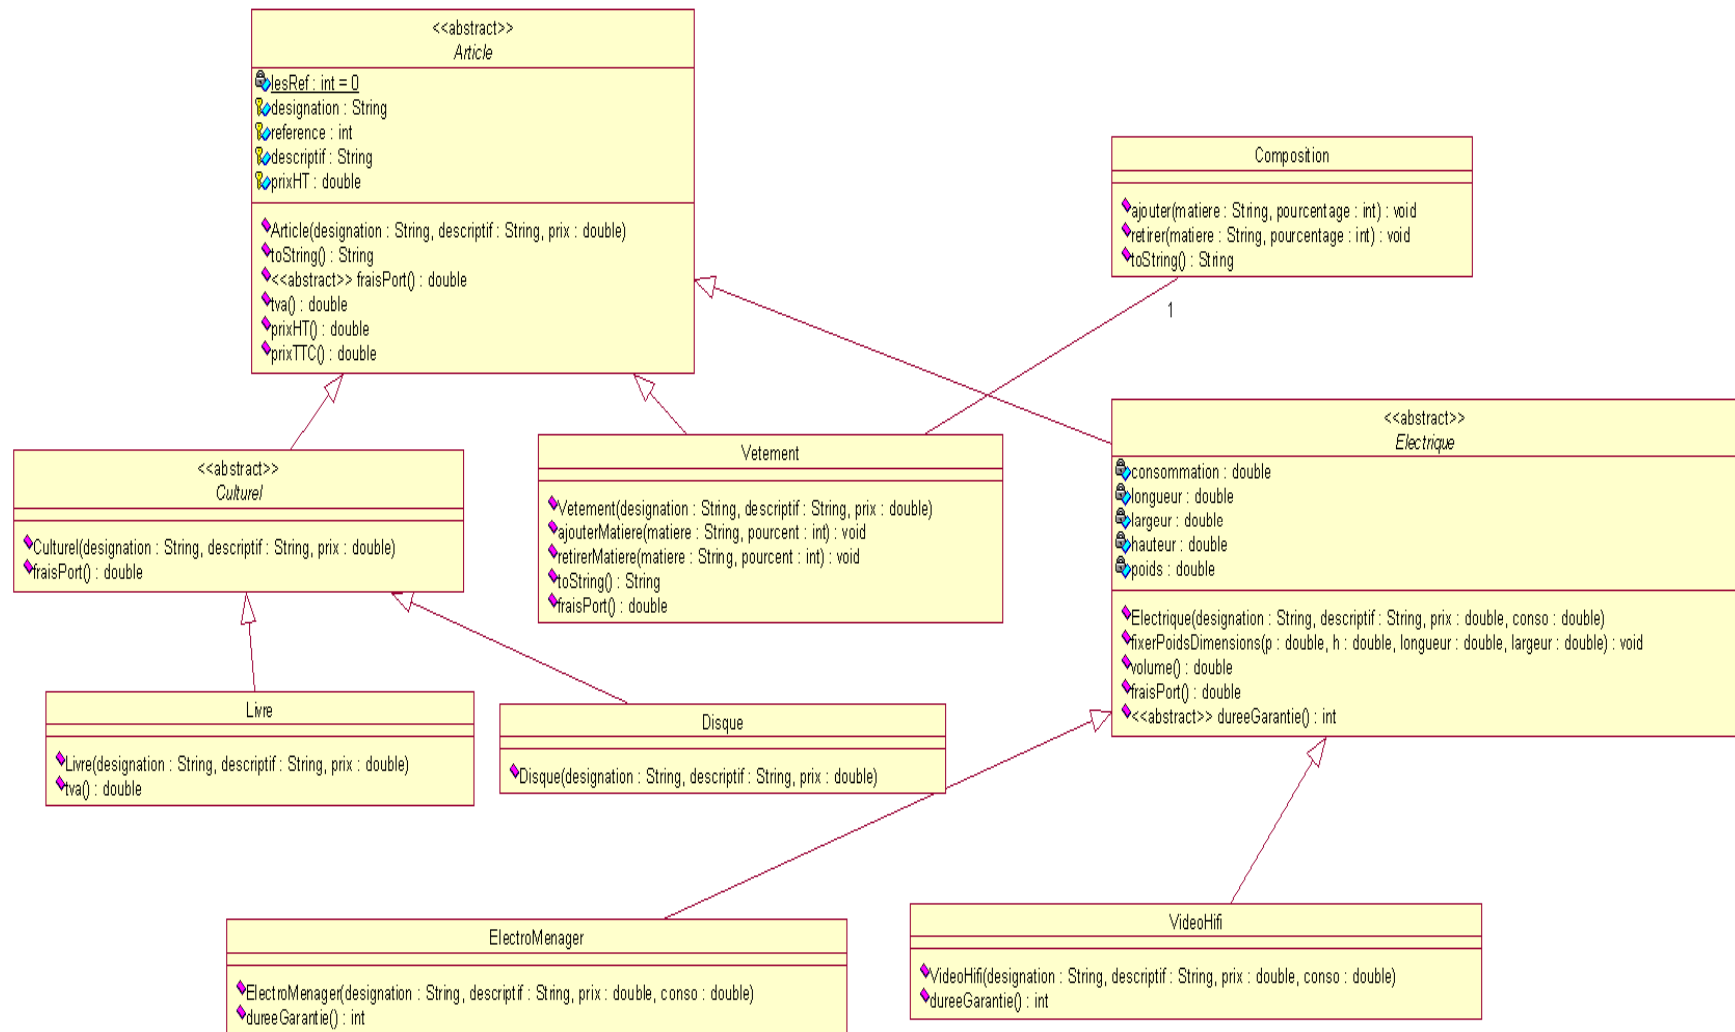 <<abstract>>
Article
lesRef : int = 0
designation : String
reference : int
descriptif : String
prixHT : double
Article(designation : String, descriptif : String, prix : double)
toString() : String
<<abstract>> fraisPort() : double
tva() : double
prixHT() : double
prixTTC() : double
Composition
ajouter(matiere : String, pourcentage : int) : void
retirer(matiere : String, pourcentage : int) : void
toString() : String
1
<<abstract>>
Culturel
Culturel(designation : String, descriptif : String, prix : double)
fraisPort() : double
Vetement
Vetement(designation : String, descriptif : String, prix : double)
ajouterMatiere(matiere : String, pourcent : int) : void
retirerMatiere(matiere : String, pourcent : int) : void
toString() : String
fraisPort() : double
<<abstract>>
Electrique
consommation : double
longueur : double
largeur : double
hauteur : double
poids : double
Electrique(designation : String, descriptif : String, prix : double, conso : double)
fixerPoidsDimensions(p : double, h : double, longueur : double, largeur : double) : void
volume() : double
fraisPort() : double
<<abstract>> dureeGarantie() : int
Livre
Livre(designation : String, descriptif : String, prix : double)
tva() : double
Disque
Disque(designation : String, descriptif : String, prix : double)
ElectroMenager
ElectroMenager(designation : String, descriptif : String, prix : double, conso : double)
dureeGarantie() : int
VideoHifi
VideoHifi(designation : String, descriptif : String, prix : double, conso : double)
dureeGarantie() : int